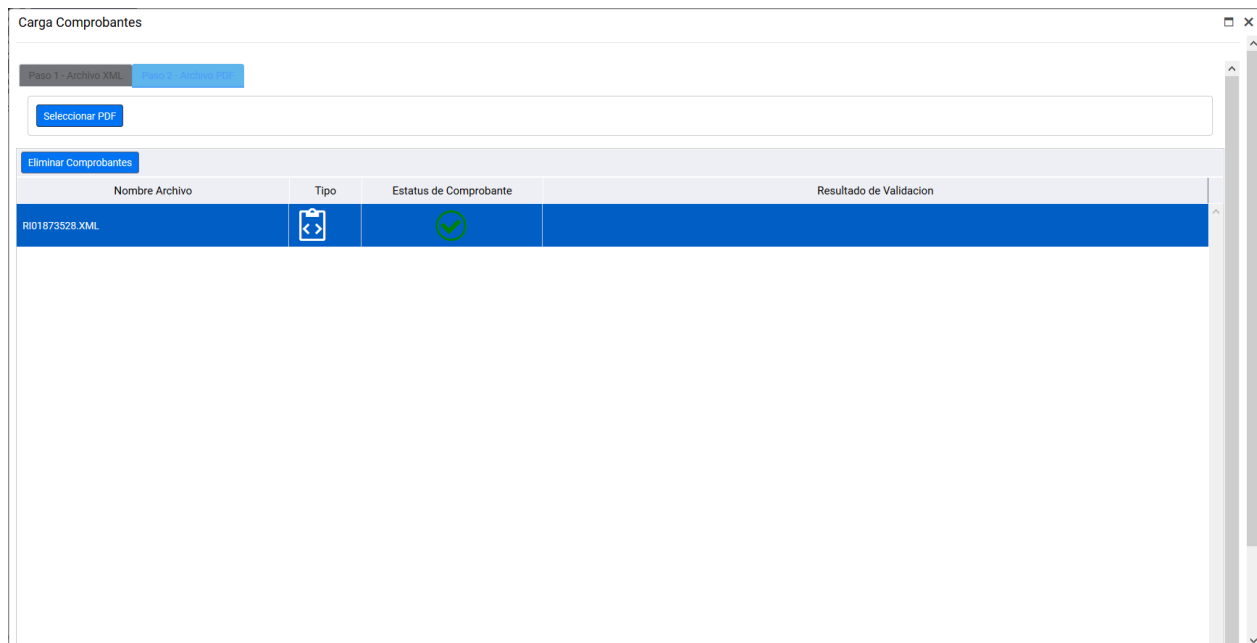 Carga Comprobantes
Paso 1 - Archivo XML Paso 2 - Archivo PDF
Seleccionar PDF
Eliminar Comprobantes
Nombre Archivo Tipo Estatus de Comprobante Resultado de Validacion
RI01873528.XML